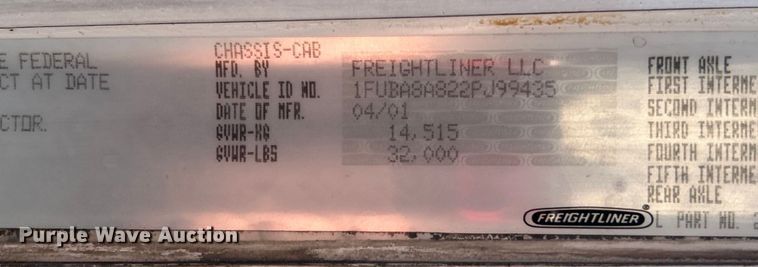 E FEDERAL
CT AT DATE
CTOR.
CHASSIS-CAB
MFD. BY FREIGHTLINER LLC
VEHICLE ID NO. 1FUBA8A822PJ99435
DATE OF MFR. 04/01
GVWR-KG 14,515
GVWR-LBS 32,000
FRONT AXLE
FIRST INTERME
SECOND INTERM
THIRD INTERME
FOURTH INTERM
FIFTH INTERME
REAR AXLE
FREIGHTLINER®
L PART NO. 2
Purple Wave Auction